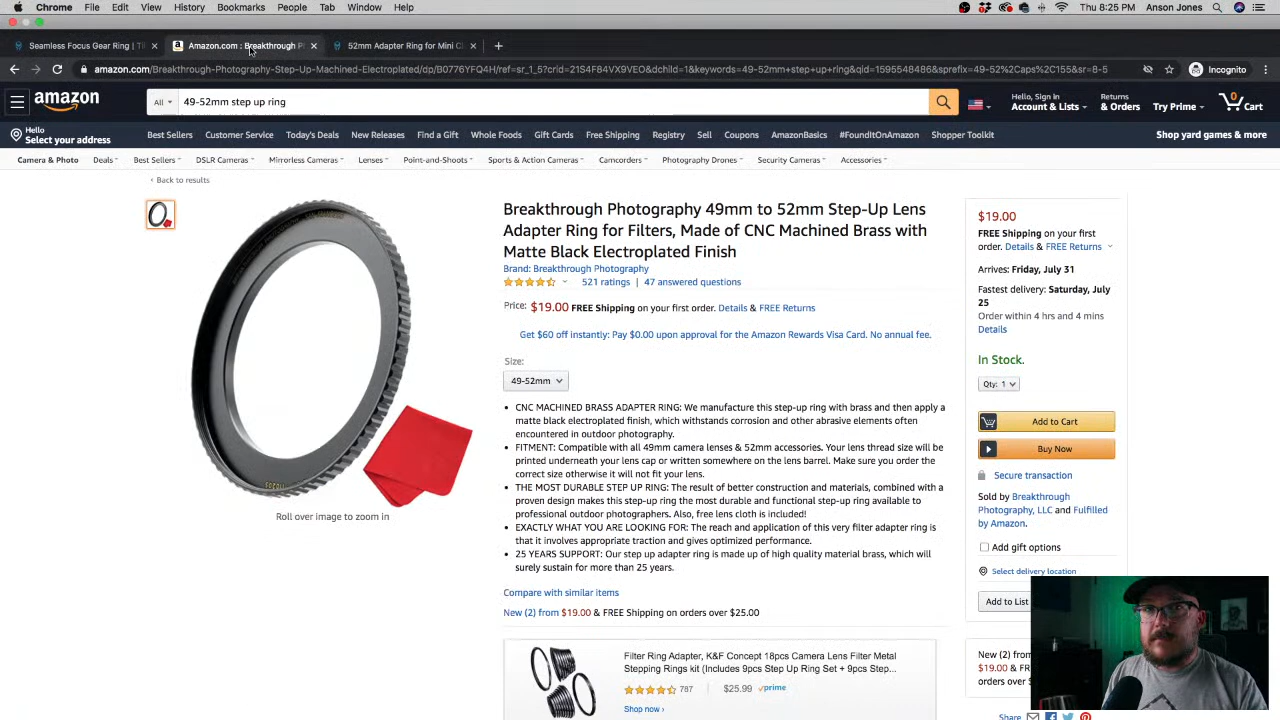 Chrome File Edit View History Bookmarks People Tab Window Help Thu 8:25 PM Anson Jones
Seamless Focus Gear Ring | Til
Amazon.com : Breakthrough P
52mm Adapter Ring for Mini C
amazon.com/Breakthrough-Photography-Step-Up-Machined-Electroplated/dp/B0776YFQ4H/ref=sr_1_5?crid=21S4F84VX9VEO&dchild=1&keywords=49-52mm+step+up+ring&qid=1595548486&sprefix=49-52%2Caps%2C155&sr=8-5 Incognito
amazon
All 49-52mm step up ring
Hello, Sign in
Account & Lists
Returns
& Orders
Try Prime
0
Cart
Hello
Select your address
Best Sellers Customer Service Today's Deals New Releases Find a Gift Whole Foods Gift Cards Free Shipping Registry Sell Coupons AmazonBasics #FoundItOnAmazon Shopper Toolkit Shop yard games & more
Camera & Photo Deals Best Sellers DSLR Cameras Mirrorless Cameras Lenses Point-and-Shoots Sports & Action Cameras Camcorders Photography Drones Security Cameras Accessories
‹ Back to results
Roll over image to zoom in
Breakthrough Photography 49mm to 52mm Step-Up Lens
Adapter Ring for Filters, Made of CNC Machined Brass with
Matte Black Electroplated Finish
Brand: Breakthrough Photography
521 ratings | 47 answered questions
Price: $19.00 FREE Shipping on your first order. Details & FREE Returns
Get $60 off instantly: Pay $0.00 upon approval for the Amazon Rewards Visa Card. No annual fee.
Size:
49-52mm
• CNC MACHINED BRASS ADAPTER RING: We manufacture this step-up ring with brass and then apply a
matte black electroplated finish, which withstands corrosion and other abrasive elements often
encountered in outdoor photography.
• FITMENT: Compatible with all 49mm camera lenses & 52mm accessories. Your lens thread size will be
printed underneath your lens cap or written somewhere on the lens barrel. Make sure you order the
correct size otherwise it will not fit your lens.
• THE MOST DURABLE STEP UP RING: The result of better construction and materials, combined with a
proven design makes this step-up ring the most durable and functional step-up ring available to
professional outdoor photographers. Also, free lens cloth is included!
• EXACTLY WHAT YOU ARE LOOKING FOR: The reach and application of this very filter adapter ring is
that it involves appropriate traction and gives optimized performance.
• 25 YEARS SUPPORT: Our step up adapter ring is made up of high quality material brass, which will
surely sustain for more than 25 years.
Compare with similar items
New (2) from $19.00 & FREE Shipping on orders over $25.00
Filter Ring Adapter, K&F Concept 18pcs Camera Lens Filter Metal
Stepping Rings kit (Includes 9pcs Step Up Ring Set + 9pcs Step...
787 | $25.99 prime
Shop now ›
$19.00
FREE Shipping on your first
order. Details & FREE Returns
Arrives: Friday, July 31
Fastest delivery: Saturday, July
25
Order within 4 hrs and 4 mins
Details
In Stock.
Qty: 1
Add to Cart
Buy Now
Secure transaction
Sold by Breakthrough
Photography, LLC and Fulfilled
by Amazon.
Add gift options
Select delivery location
Add to List
New (2) from
$19.00 & FR
orders over $
Share